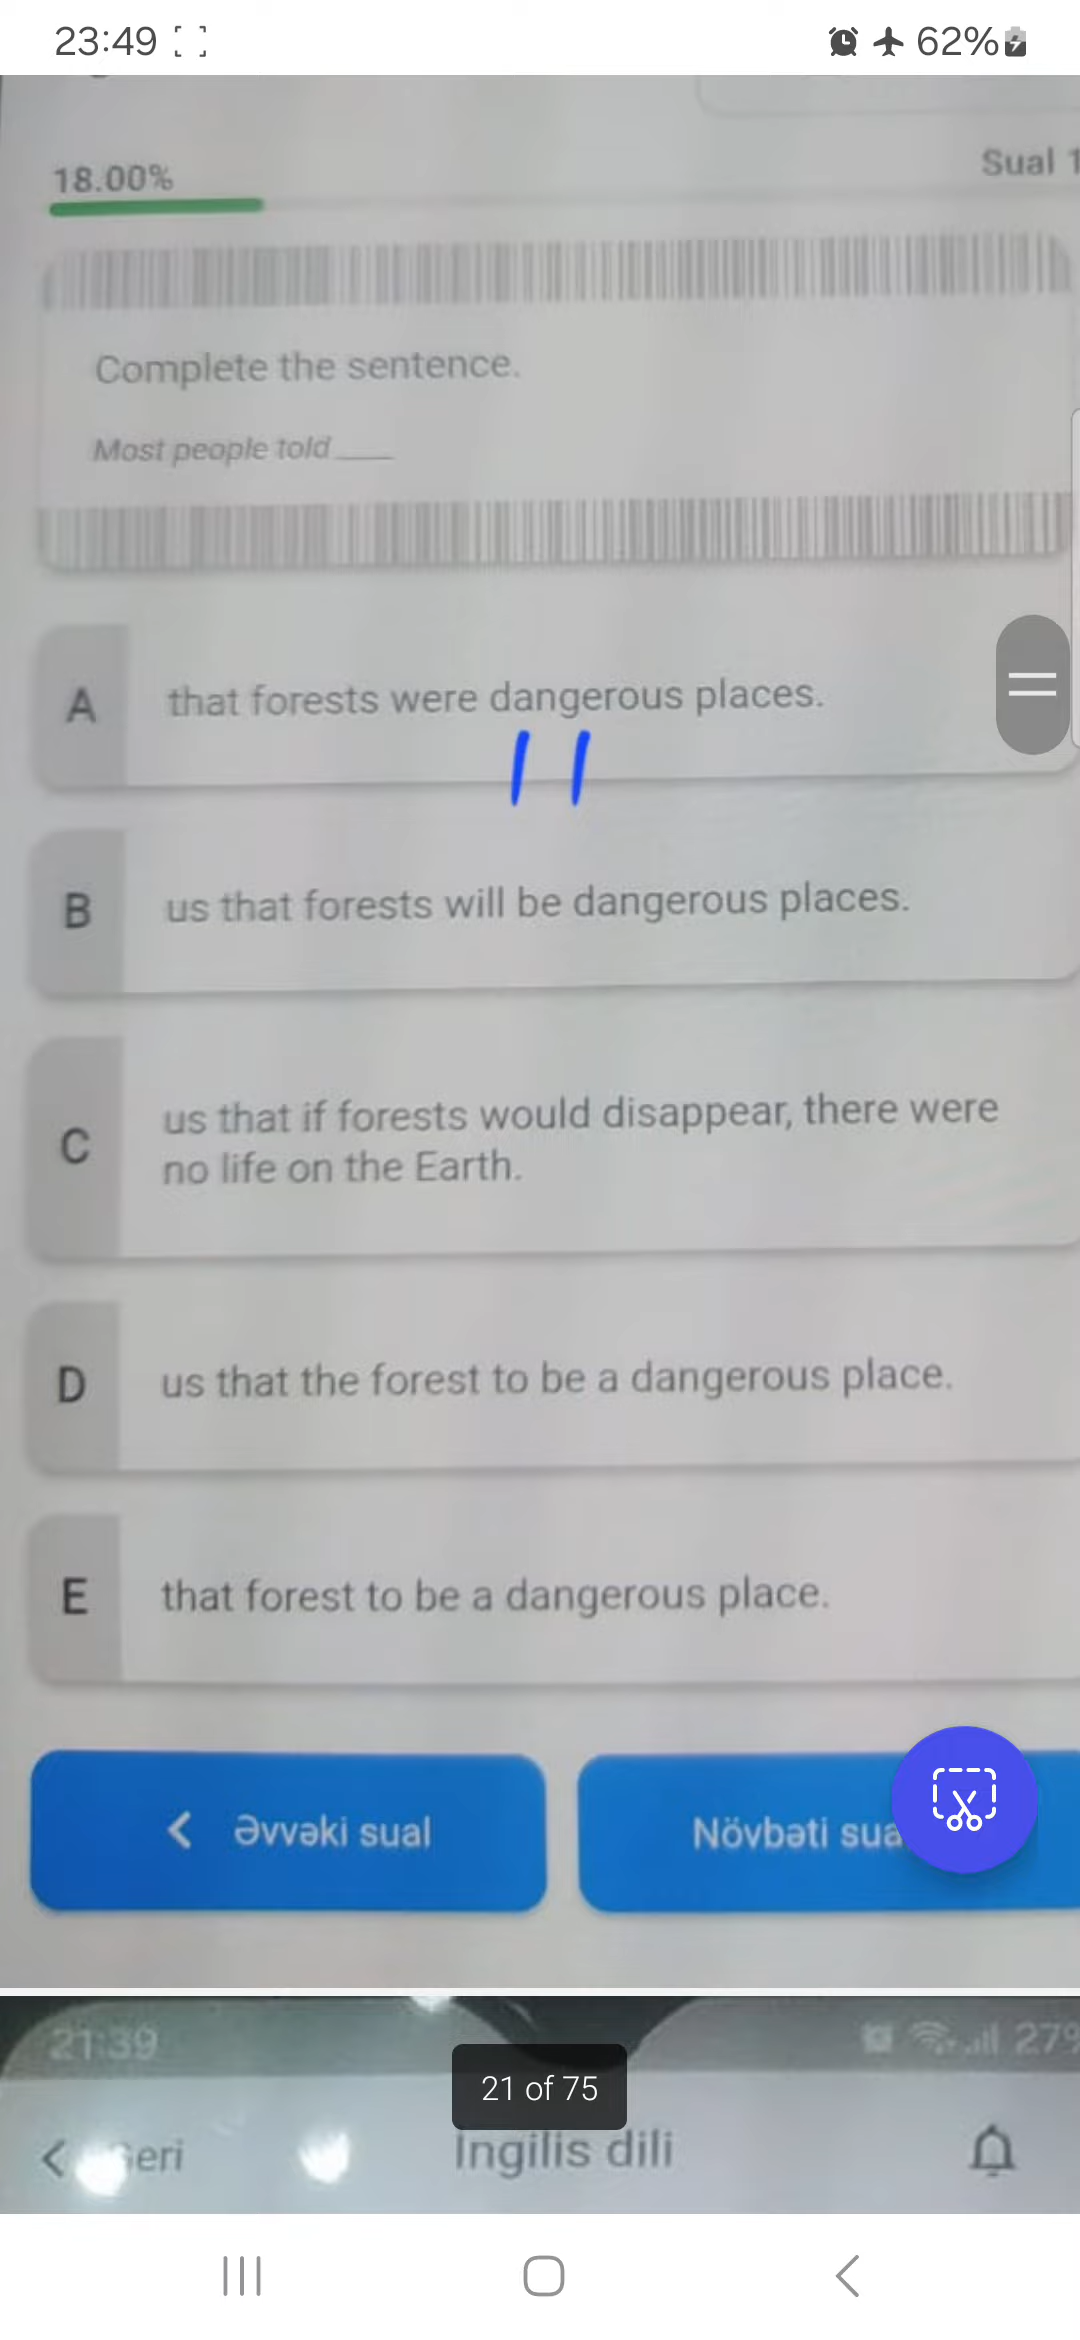 23:49
62%
18.00%
Sual 1
Complete the sentence.
Most people told ____
A that forests were dangerous places.
11
B us that forests will be dangerous places.
C us that if forests would disappear, there were
no life on the Earth.
D us that the forest to be a dangerous place.
E that forest to be a dangerous place.
Əvvəki sual
Növbəti sua
21:39
27%
21 of 75
eri
İngilis dili